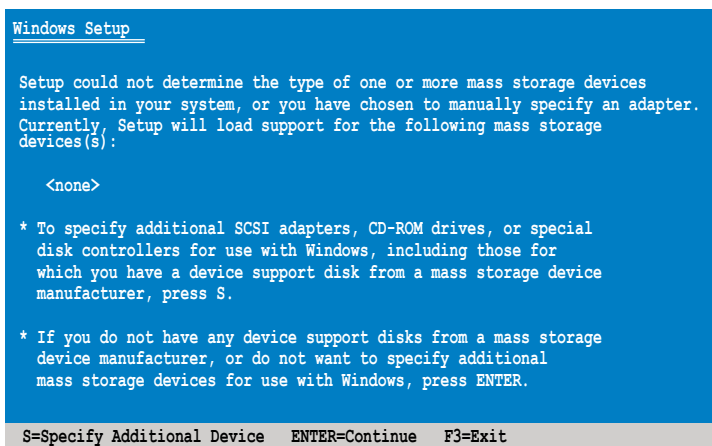 Windows Setup
Setup could not determine the type of one or more mass storage devices
installed in your system, or you have chosen to manually specify an adapter.
Currently, Setup will load support for the following mass storage
devices(s):
<none>
* To specify additional SCSI adapters, CD-ROM drives, or special
disk controllers for use with Windows, including those for
which you have a device support disk from a mass storage device
manufacturer, press S.
* If you do not have any device support disks from a mass storage
device manufacturer, or do not want to specify additional
mass storage devices for use with Windows, press ENTER.
S=Specify Additional Device ENTER=Continue F3=Exit